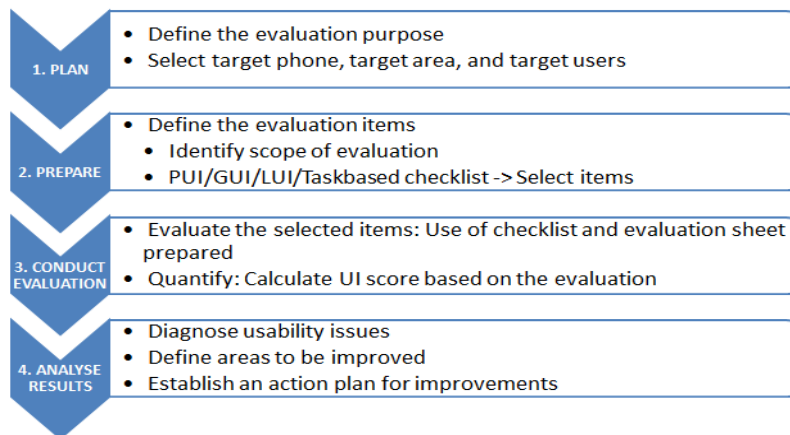 1. PLAN
• Define the evaluation purpose
• Select target phone, target area, and target users
2. PREPARE
• Define the evaluation items
• Identify scope of evaluation
• PUI/GUI/LUI/Taskbased checklist -> Select items
3. CONDUCT
EVALUATION
• Evaluate the selected items: Use of checklist and evaluation sheet
prepared
• Quantify: Calculate UI score based on the evaluation
4. ANALYSE
RESULTS
• Diagnose usability issues
• Define areas to be improved
• Establish an action plan for improvements